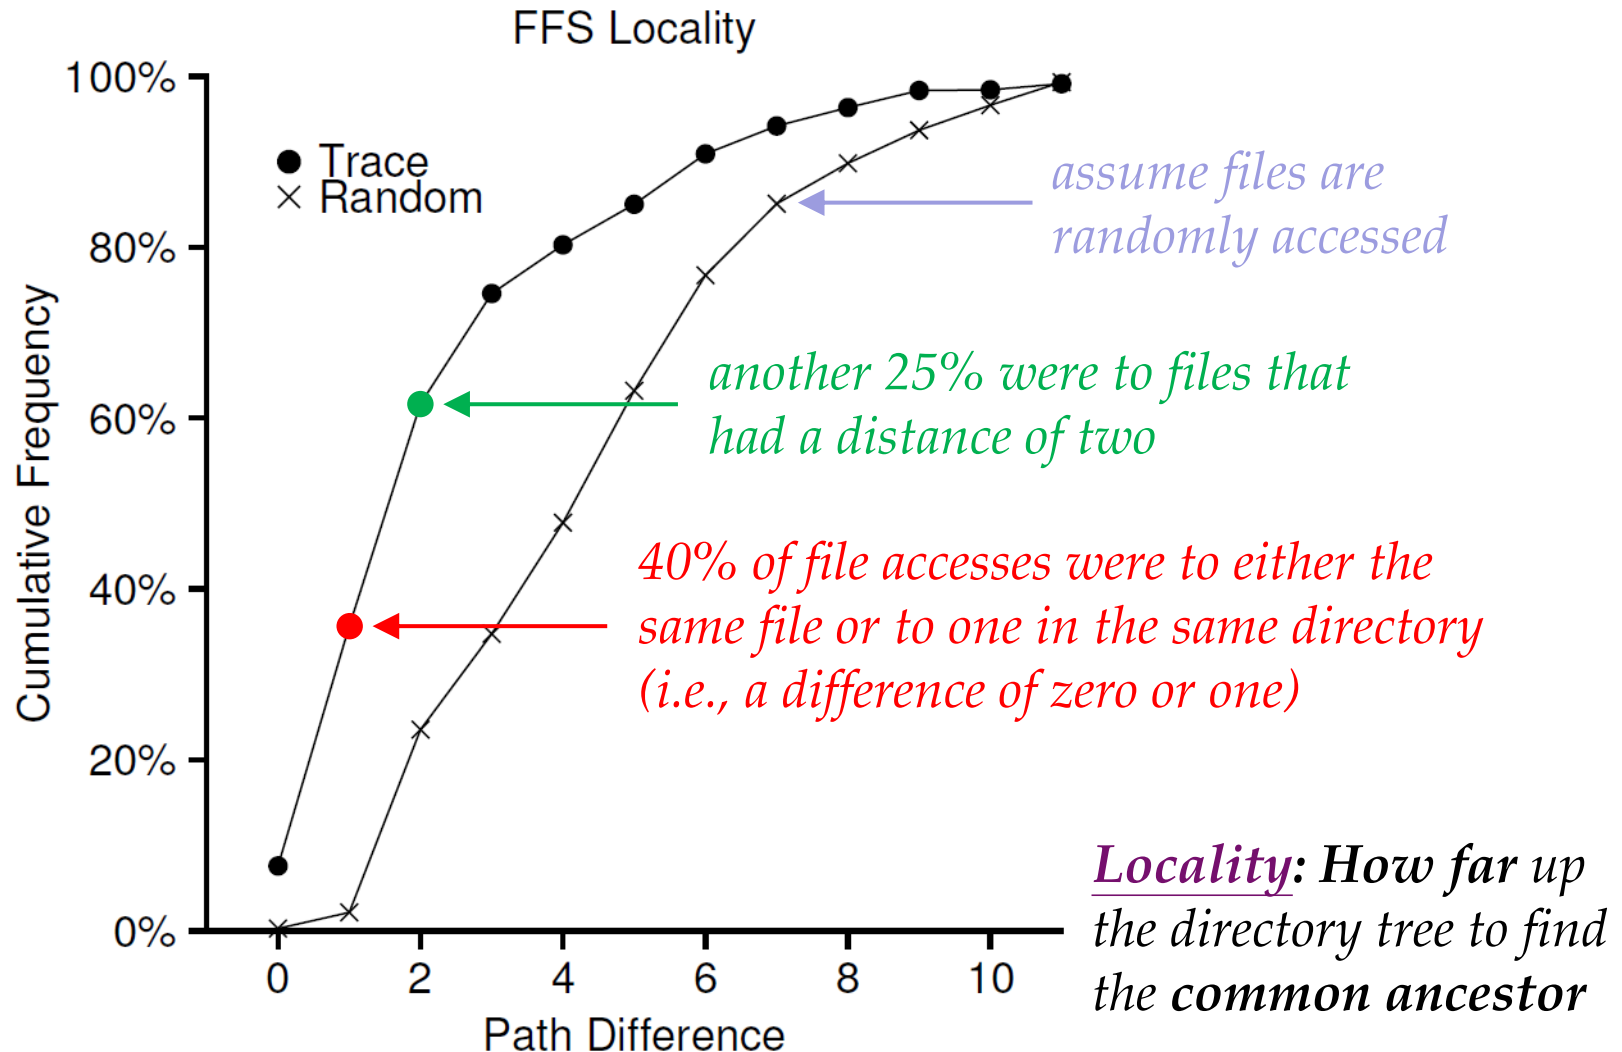 FFS Locality
100%
80%
60%
40%
20%
0%
Cumulative Frequency
Trace
Random
assume files are
randomly accessed
another 25% were to files that
had a distance of two
40% of file accesses were to either the
same file or to one in the same directory
(i.e., a difference of zero or one)
Locality: How far up
the directory tree to find
the common ancestor
0 2 4 6 8 10
Path Difference